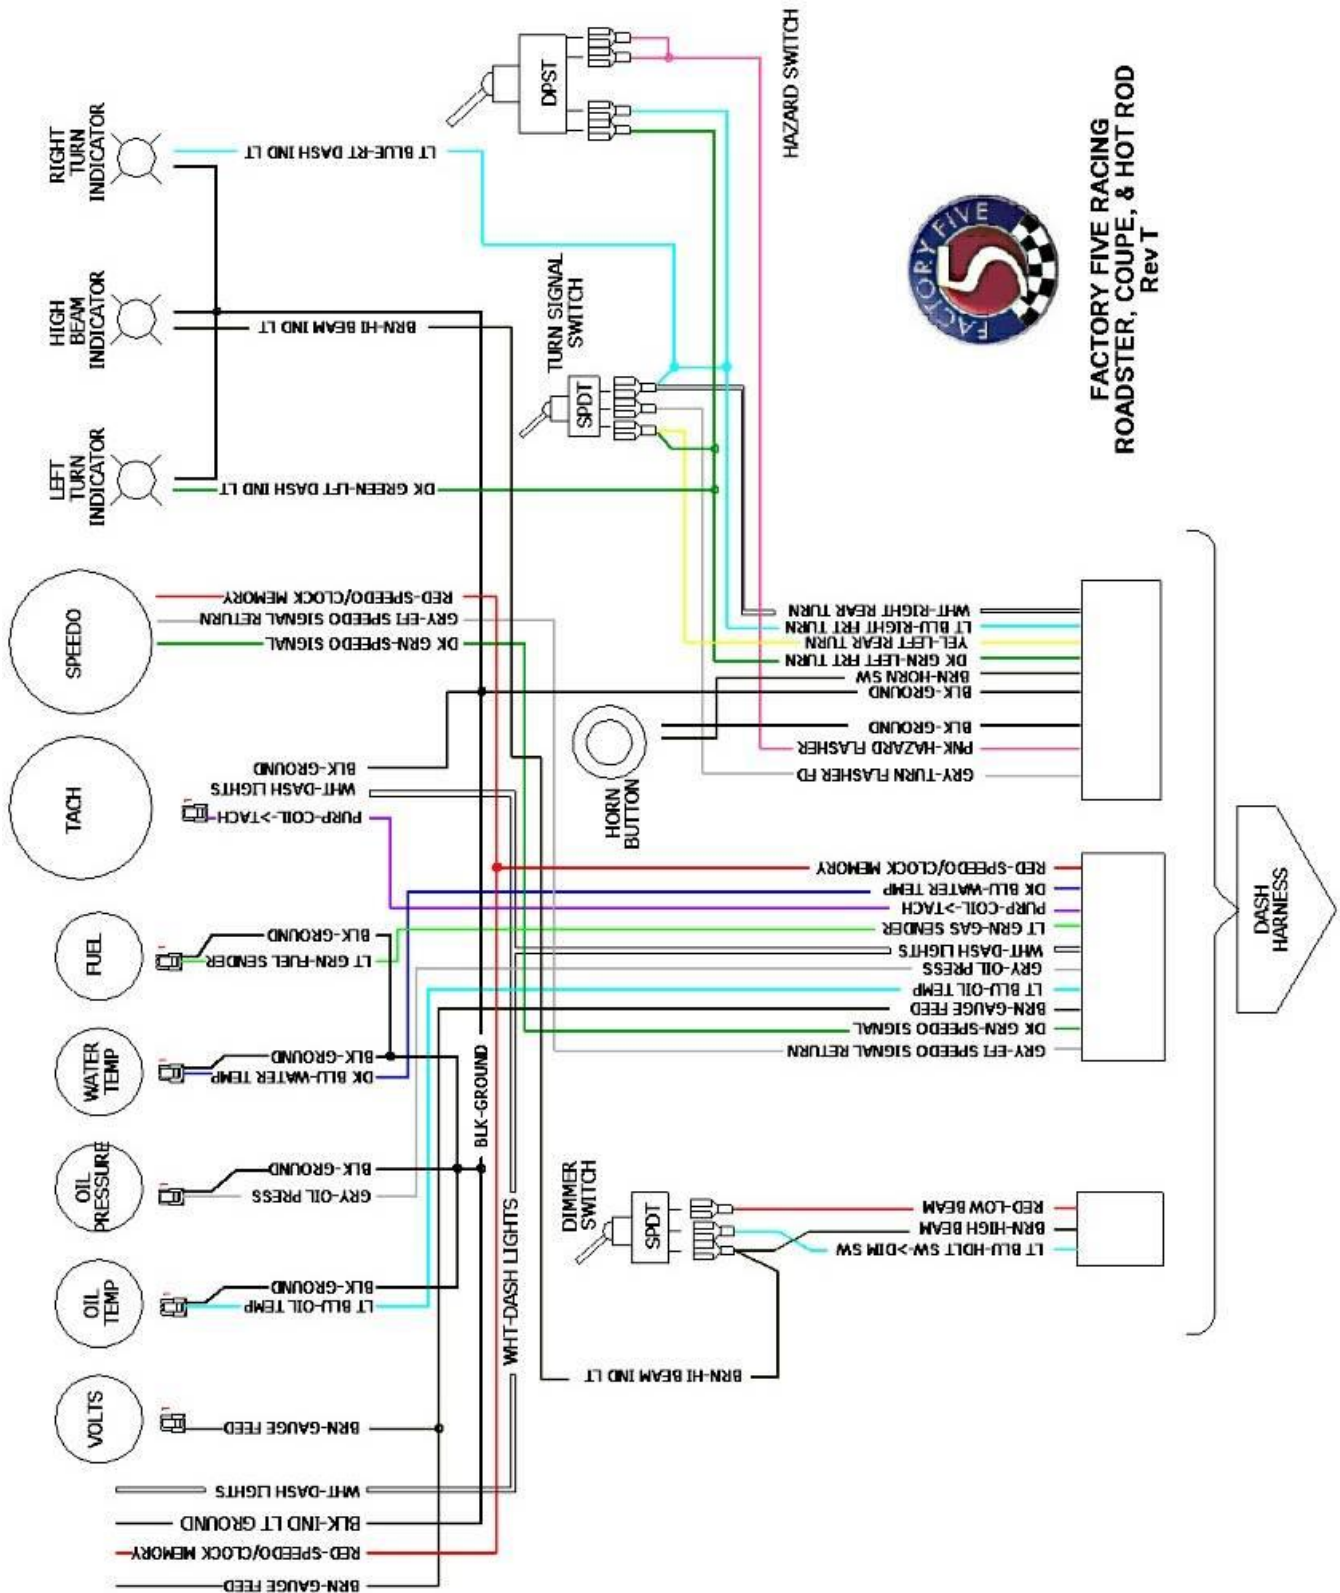 RIGHT
TURN
INDICATOR
HIGH
BEAM
INDICATOR
LEFT
TURN
INDICATOR
SPEEDO
TACH
FUEL
WATER
TEMP
OIL
PRESSURE
OIL
TEMP
VOLTS
LT BLUE-RT DASH IND LT
BRN-HI BEAM IND LT
DK GREEN-LFT DASH IND LT
RED-SPEEDO/CLOCK MEMORY
GRY-EFI SPEEDO SIGNAL RETURN
DK GRN-SPEEDO SIGNAL
BLK-GROUND
WHT-DASH LIGHTS
PURP-COIL->TACH
BLK-GROUND
LT GRN-FUEL SENDER
BLK-GROUND
DK BLU-WATER TEMP
BLK-GROUND
GRY-OIL PRESS
BLK-GROUND
LT BLU-OIL TEMP
BRN-GAUGE FEED
WHT-DASH LIGHTS
BLK-IND LT GROUND
RED-SPEEDO/CLOCK MEMORY
BRN-GAUGE FEED
BLK-GROUND
WHT-DASH LIGHTS
DPST
HAZARD SWITCH
TURN SIGNAL
SWITCH
SPDT
HORN
BUTTON
DIMMER
SWITCH
SPDT
BRN-HI BEAM IND LT
WHT-RIGHT REAR TURN
LT BLU-RIGHT FRT TURN
YEL-LEFT REAR TURN
DK GRN-LEFT FRT TURN
BRN-HORN SW
BLK-GROUND
BLK-GROUND
PNK-HAZARD FLASHER
GRY-TURN FLASHER FD
RED-SPEEDO/CLOCK MEMORY
DK BLU-WATER TEMP
PURP-COIL->TACH
LT GRN-GAS SENDER
WHT-DASH LIGHTS
GRY-OIL PRESS
LT BLU-OIL TEMP
BRN-GAUGE FEED
DK GRN-SPEEDO SIGNAL
GRY-EFI SPEEDO SIGNAL RETURN
RED-LOW BEAM
BRN-HIGH BEAM
LT BLU-HDLT SW->DIM SW
DASH
HARNESS
FACTORY FIVE
5
FACTORY FIVE RACING
ROADSTER, COUPE, & HOT ROD
Rev T